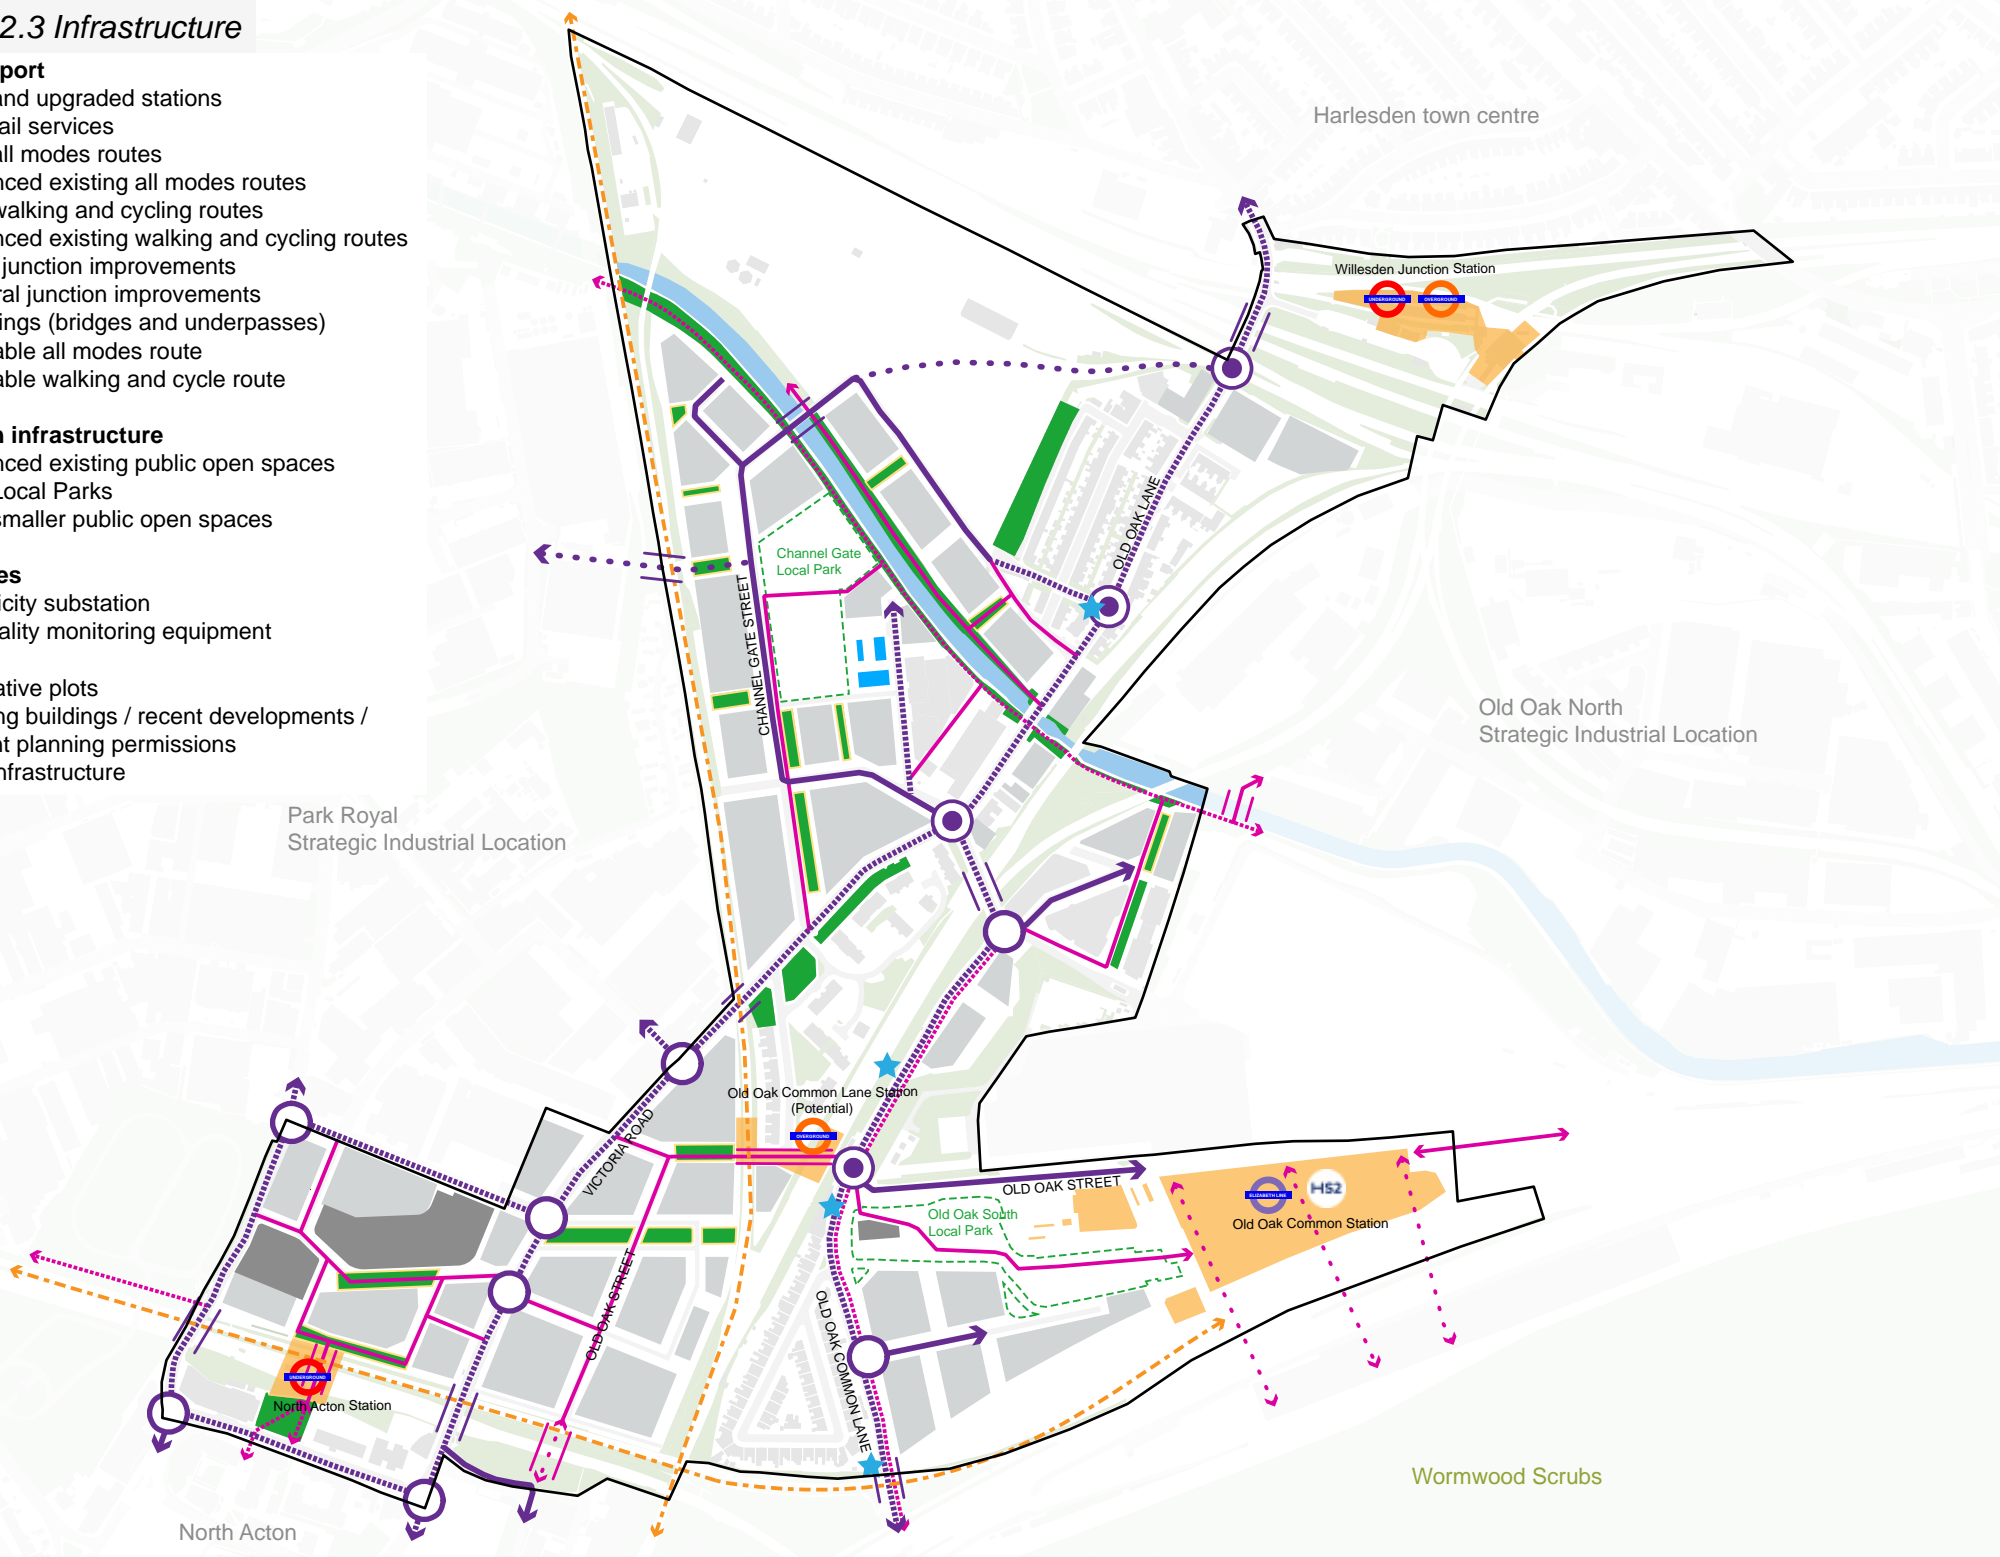 2.3 Infrastructure
port
and upgraded stations
ail services
all modes routes
nced existing all modes routes
walking and cycling routes
nced existing walking and cycling routes
junction improvements
ral junction improvements
ings (bridges and underpasses)
able all modes route
able walking and cycle route
n infrastructure
nced existing public open spaces
Local Parks
smaller public open spaces
es
icity substation
ality monitoring equipment
ative plots
ng buildings / recent developments /
nt planning permissions
nfrastructure
Harlesden town centre
Willesden Junction Station
UNDERGROUND
OVERGROUND
OLD OAK LANE
Channel Gate
Local Park
CHANNEL GATE STREET
Old Oak North
Strategic Industrial Location
Park Royal
Strategic Industrial Location
Old Oak Common Lane Station
(Potential)
OVERGROUND
VICTORIA ROAD
OLD OAK STREET
Old Oak South
Local Park
ELIZABETH LINE
HS2
Old Oak Common Station
OLD OAK STREET
OLD OAK COMMON LANE
UNDERGROUND
North Acton Station
Wormwood Scrubs
North Acton